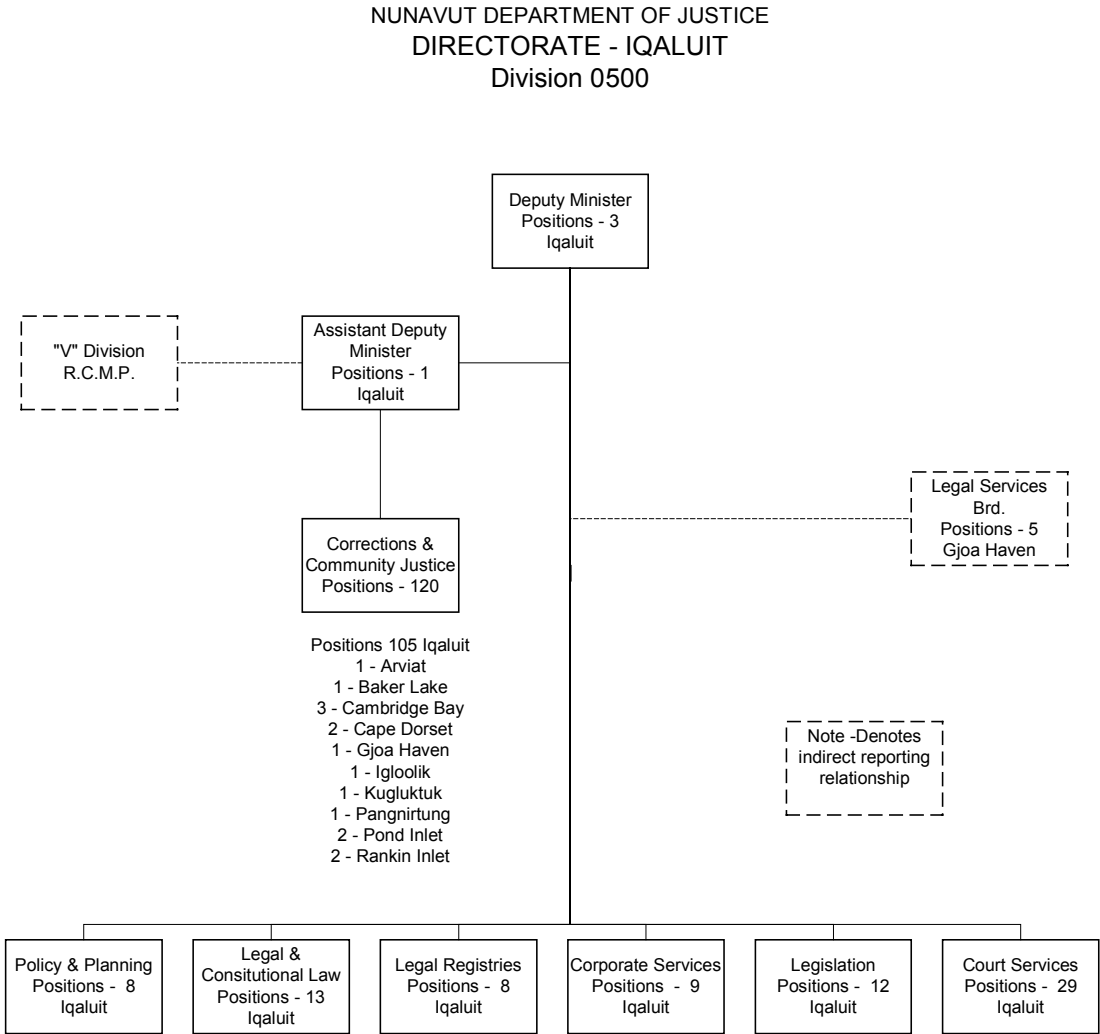 NUNAVUT DEPARTMENT OF JUSTICE
DIRECTORATE - IQALUIT
Division 0500
Deputy Minister
Positions - 3
Iqaluit
"V" Division
R.C.M.P.
Assistant Deputy
Minister
Positions - 1
Iqaluit
Legal Services
Brd.
Positions - 5
Gjoa Haven
Corrections &
Community Justice
Positions - 120
Positions 105 Iqaluit
1 - Arviat
1 - Baker Lake
3 - Cambridge Bay
2 - Cape Dorset
1 - Gjoa Haven
1 - Igloolik
1 - Kugluktuk
1 - Pangnirtung
2 - Pond Inlet
2 - Rankin Inlet
Note -Denotes
indirect reporting
relationship
Policy & Planning
Positions - 8
Iqaluit
Legal &
Consitutional Law
Positions - 13
Iqaluit
Legal Registries
Positions - 8
Iqaluit
Corporate Services
Positions - 9
Iqaluit
Legislation
Positions - 12
Iqaluit
Court Services
Positions - 29
Iqaluit